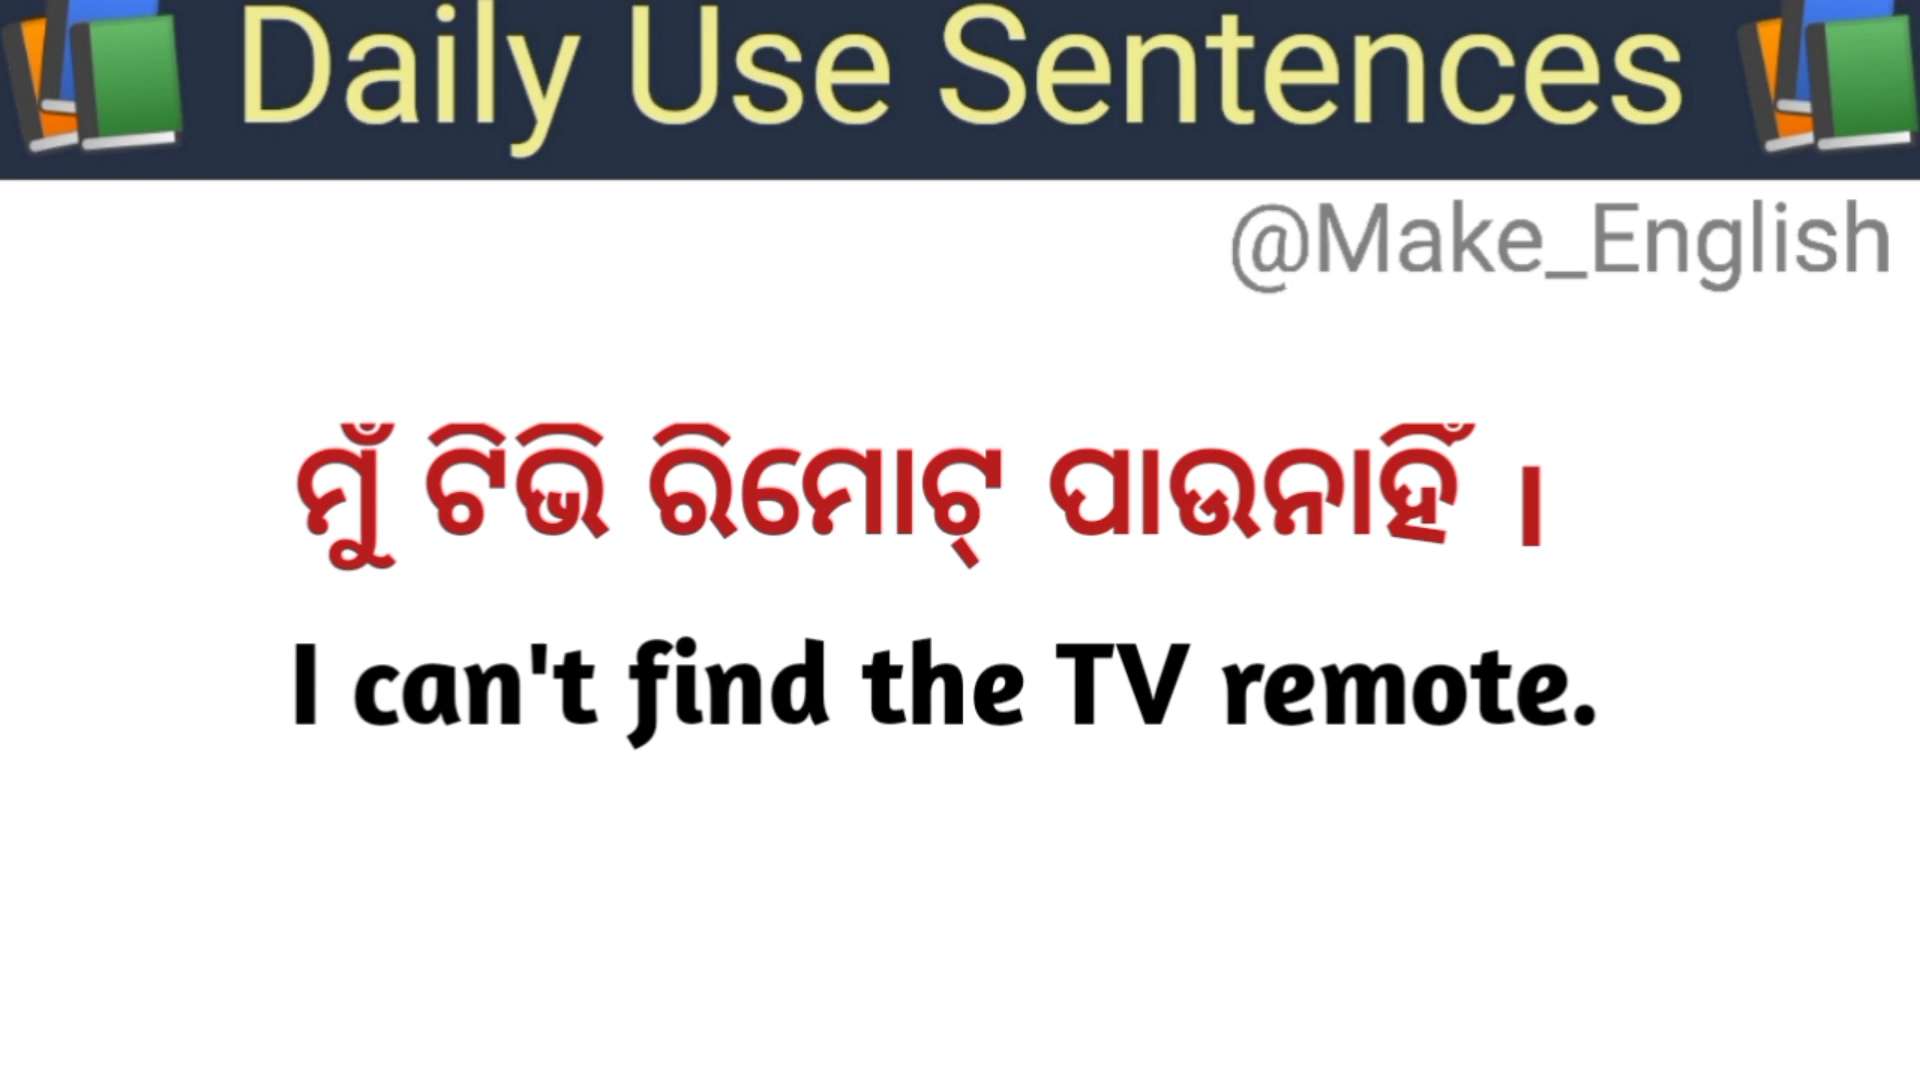 Daily Use Sentences
@Make_English
ମୁଁ ଟିଭି ରିମୋଟ୍ ପାଉନାହିଁ ।
I can't find the TV remote.